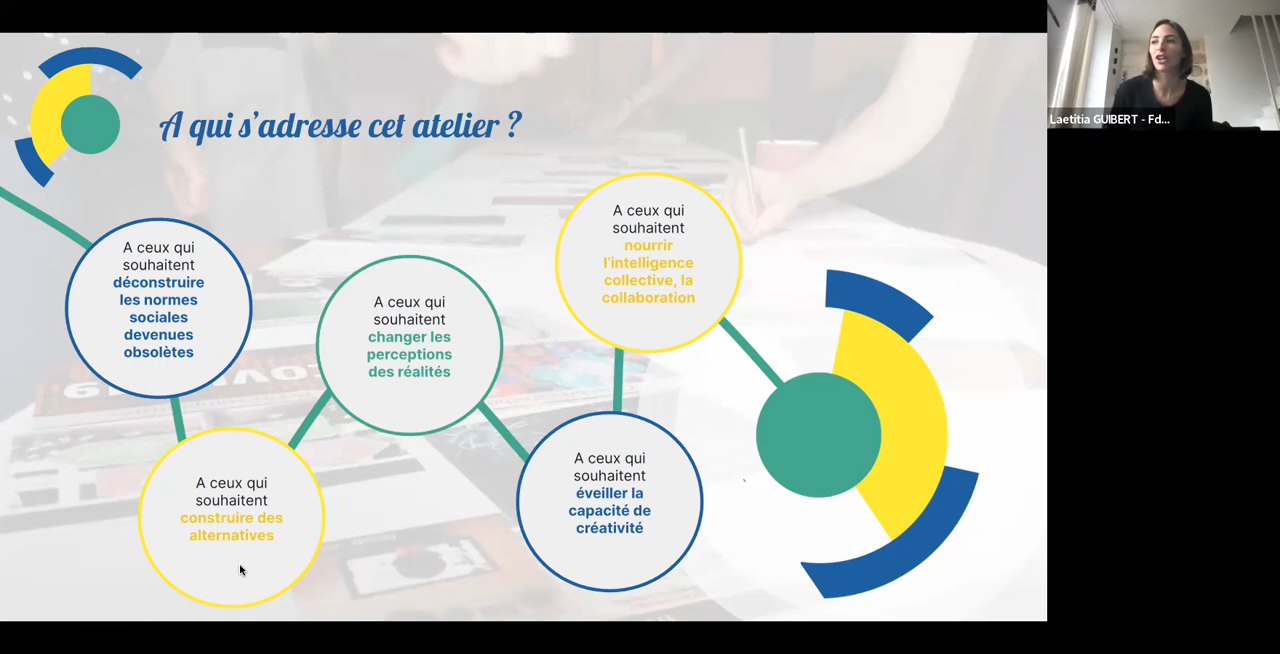 A qui s'adresse cet atelier ?
A ceux qui
souhaitent
déconstruire
les normes
sociales
devenues
obsolètes
A ceux qui
souhaitent
construire des
alternatives
A ceux qui
souhaitent
changer les
perceptions
des réalités
A ceux qui
souhaitent
éveiller la
capacité de
créativité
A ceux qui
souhaitent
nourrir
l'intelligence
collective, la
collaboration
Laetitia GUIBERT - Fd...